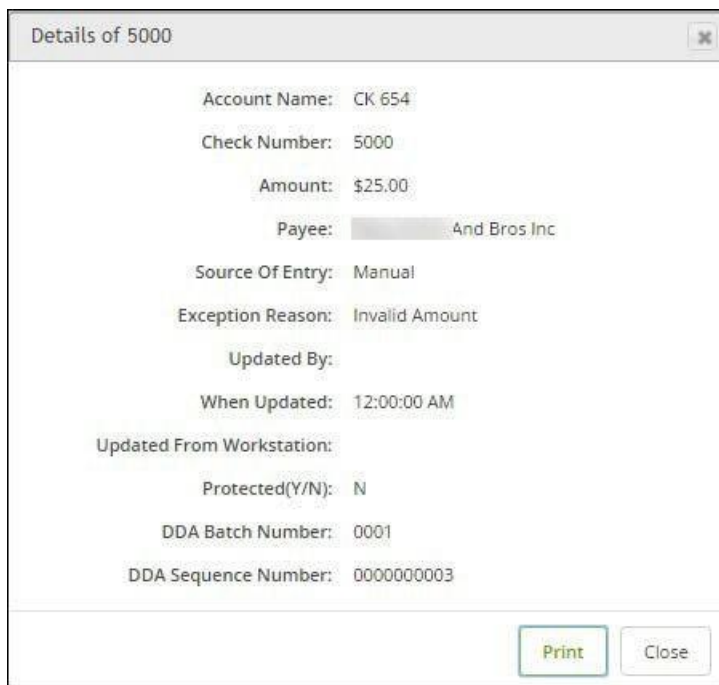 Details of 5000
Account Name: CK 654
Check Number: 5000
Amount: $25.00
Payee: And Bros Inc
Source Of Entry: Manual
Exception Reason: Invalid Amount
Updated By:
When Updated: 12:00:00 AM
Updated From Workstation:
Protected(Y/N): N
DDA Batch Number: 0001
DDA Sequence Number: 0000000003
Print Close